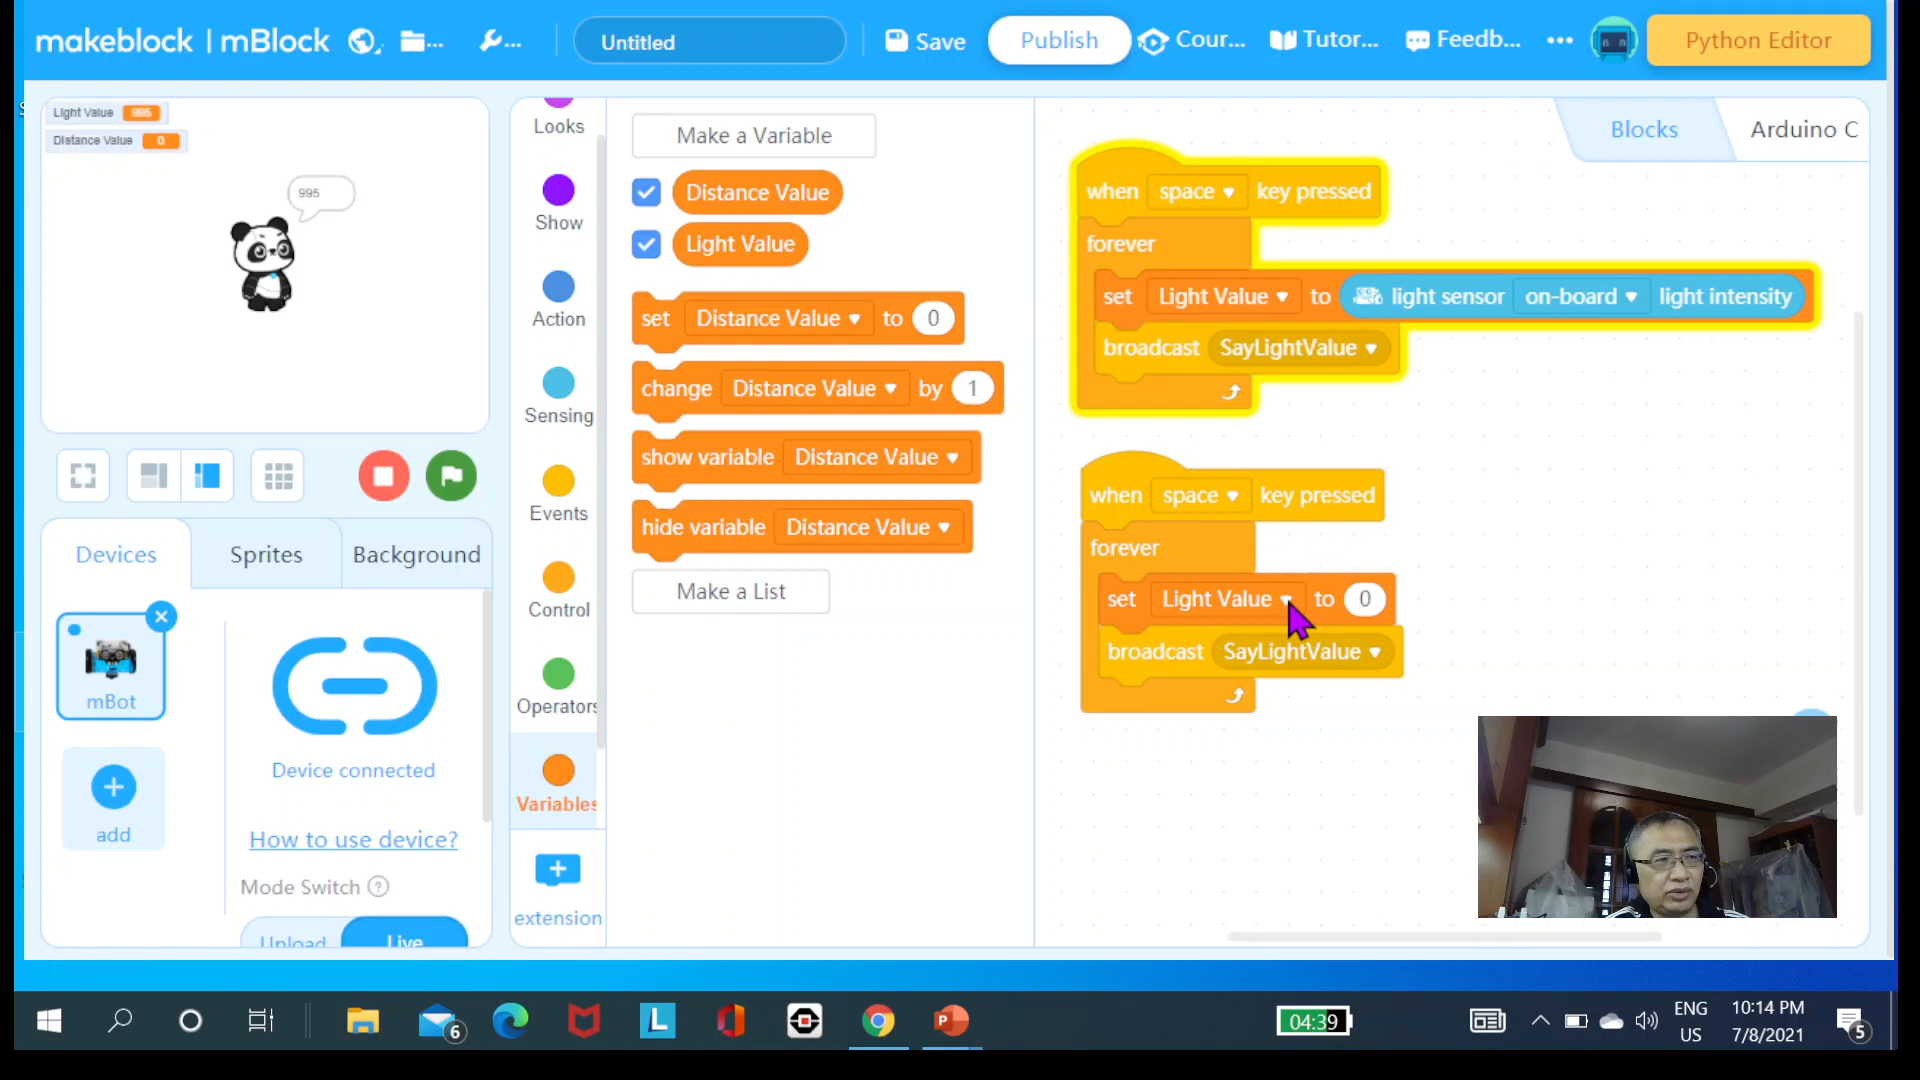 makeblock | mBlock
...
...
Untitled
Save
Publish
Cour...
Tutor...
Feedb...
Python Editor
Light Value 995
Distance Value 0
995
Devices
Sprites
Background
mBot
add
Device connected
How to use device?
Mode Switch ?
Upload
Live
Looks
Show
Action
Sensing
Events
Control
Operators
Variables
extension
Make a Variable
Distance Value
Light Value
set Distance Value to 0
change Distance Value by 1
show variable Distance Value
hide variable Distance Value
Make a List
Blocks
Arduino C
when space key pressed
forever
set Light Value to light sensor on-board light intensity
broadcast SayLightValue
when space key pressed
forever
set Light Value to 0
broadcast SayLightValue
6
L
P
04:39
ENG
US
10:14 PM
7/8/2021
5